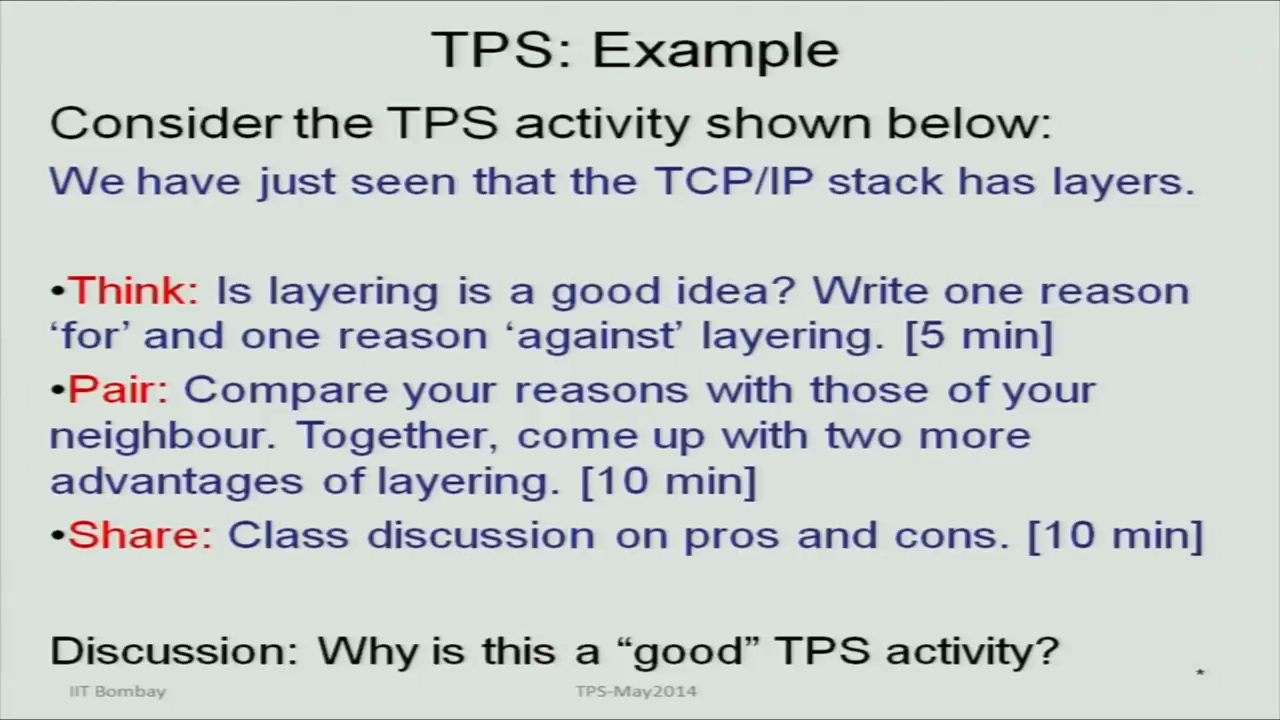 TPS: Example
Consider the TPS activity shown below:
We have just seen that the TCP/IP stack has layers.
•Think: Is layering is a good idea? Write one reason
‘for’ and one reason ‘against’ layering. [5 min]
•Pair: Compare your reasons with those of your
neighbour. Together, come up with two more
advantages of layering. [10 min]
•Share: Class discussion on pros and cons. [10 min]
Discussion: Why is this a “good” TPS activity?
IIT Bombay
TPS-May2014
*